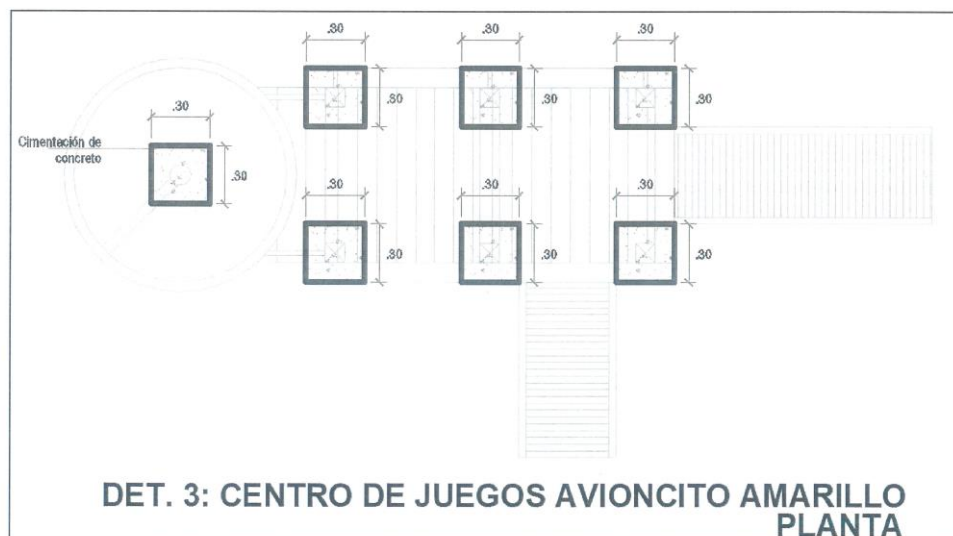 .30 .30 .30
.30 .30 .30
.30
Cimentación de
concreto
.30
.30 .30 .30
.30 .30 .30
DET. 3: CENTRO DE JUEGOS AVIONCITO AMARILLO
PLANTA